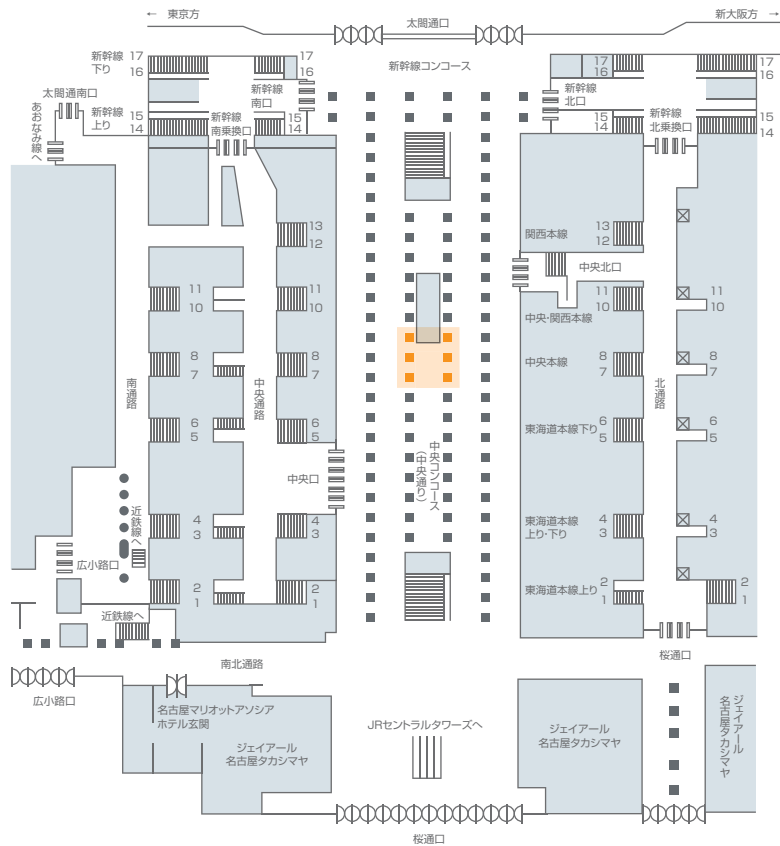 ← 東京方
太閤通口
新大阪方 →
新幹線
下り
17
16
17
16
新幹線コンコース
17
16
17
16
太閤通南口
新幹線
南口
新幹線
北口
あおなみ線へ
新幹線
上り
15
14
新幹線
南乗換口
15
14
15
14
新幹線
北乗換口
15
14
13
12
関西本線
13
12
中央北口
11
10
11
10
11
10
11
10
中央・関西本線
8
7
8
7
中央本線
8
7
8
7
南通路
中央通路
北通路
6
5
6
5
東海道本線下り
6
5
6
5
中央コンコース
(中央通り)
中央口
近鉄線へ
4
3
4
3
東海道本線
上り・下り
4
3
4
3
広小路口
2
1
2
1
東海道本線上り
2
1
2
1
近鉄線へ
桜通口
南北通路
広小路口
名古屋マリオットアソシア
ホテル玄関
ジェイアール
名古屋タカシマヤ
JRセントラルタワーズへ
ジェイアール
名古屋タカシマヤ
ジェイアール
名古屋タカシマヤ
桜通口